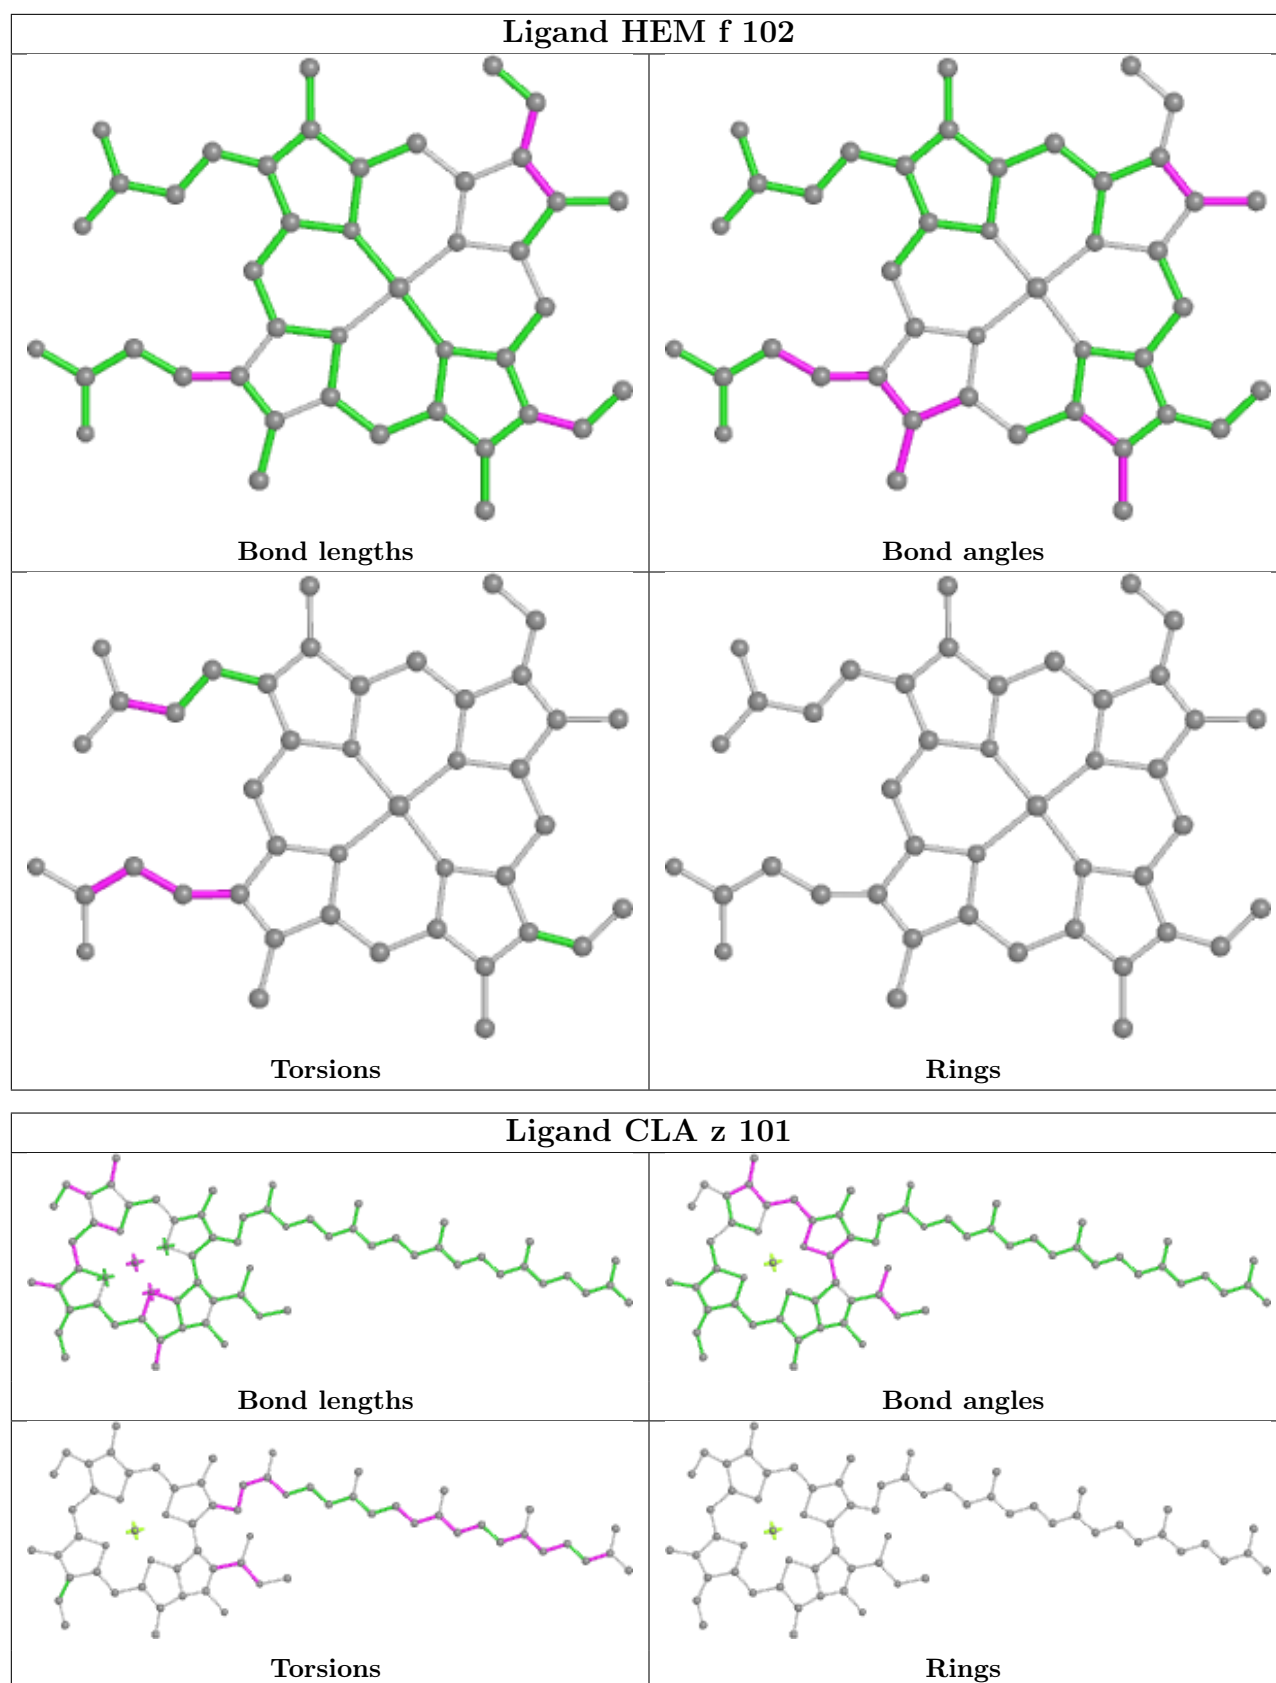 Ligand HEM f 102
Bond lengths
Bond angles
Torsions
Rings
Ligand CLA z 101
Bond lengths
Bond angles
Torsions
Rings